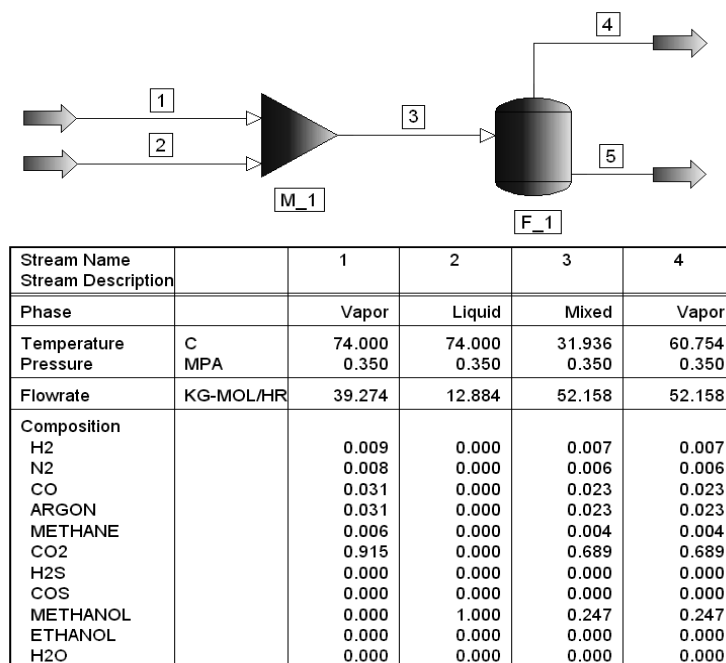 4
1
3
2
5
M_1
F_1
Stream Name 1 2 3 4
Stream Description
Phase Vapor Liquid Mixed Vapor
Temperature C 74.000 74.000 31.936 60.754
Pressure MPA 0.350 0.350 0.350 0.350
Flowrate KG-MOL/HR 39.274 12.884 52.158 52.158
Composition
H2 0.009 0.000 0.007 0.007
N2 0.008 0.000 0.006 0.006
CO 0.031 0.000 0.023 0.023
ARGON 0.031 0.000 0.023 0.023
METHANE 0.006 0.000 0.004 0.004
CO2 0.915 0.000 0.689 0.689
H2S 0.000 0.000 0.000 0.000
COS 0.000 0.000 0.000 0.000
METHANOL 0.000 1.000 0.247 0.247
ETHANOL 0.000 0.000 0.000 0.000
H2O 0.000 0.000 0.000 0.000